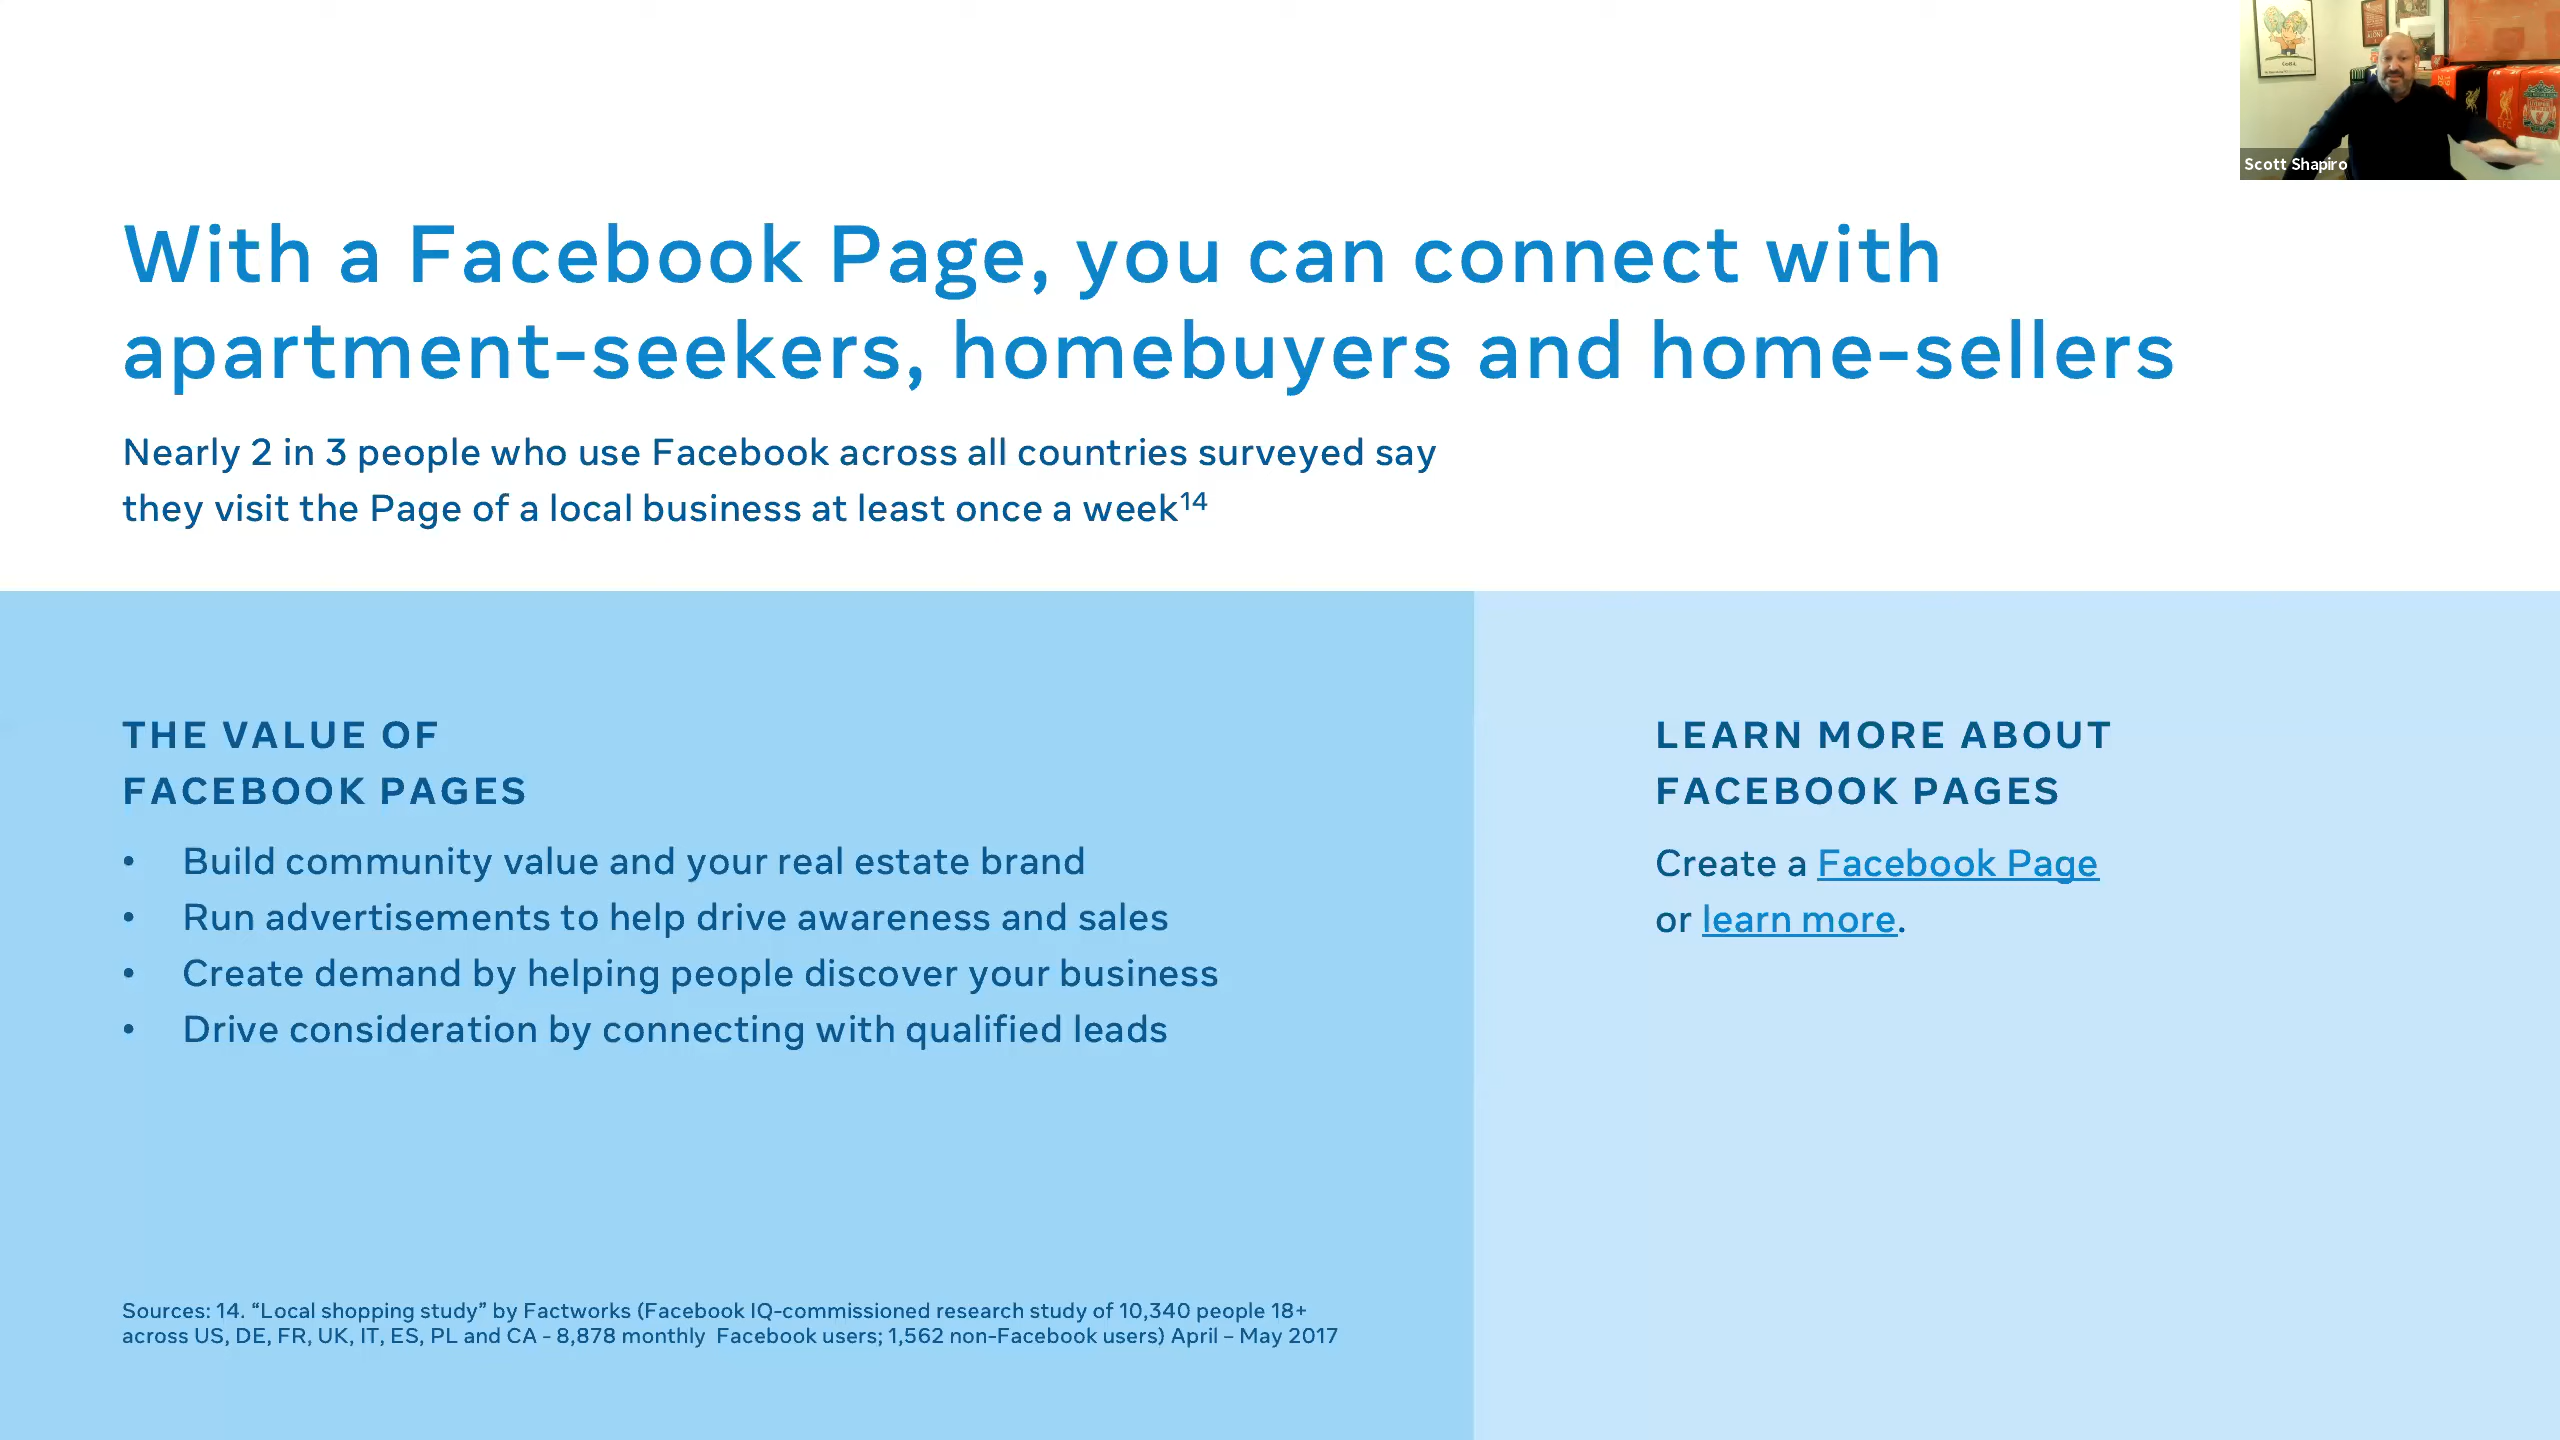 Scott Shapiro
With a Facebook Page, you can connect with
apartment-seekers, homebuyers and home-sellers
Nearly 2 in 3 people who use Facebook across all countries surveyed say
they visit the Page of a local business at least once a week14
THE VALUE OF
FACEBOOK PAGES
• Build community value and your real estate brand
• Run advertisements to help drive awareness and sales
• Create demand by helping people discover your business
• Drive consideration by connecting with qualified leads
Sources: 14. “Local shopping study” by Factworks (Facebook IQ-commissioned research study of 10,340 people 18+
across US, DE, FR, UK, IT, ES, PL and CA - 8,878 monthly  Facebook users; 1,562 non-Facebook users) April – May 2017
LEARN MORE ABOUT
FACEBOOK PAGES
Create a Facebook Page
or learn more.